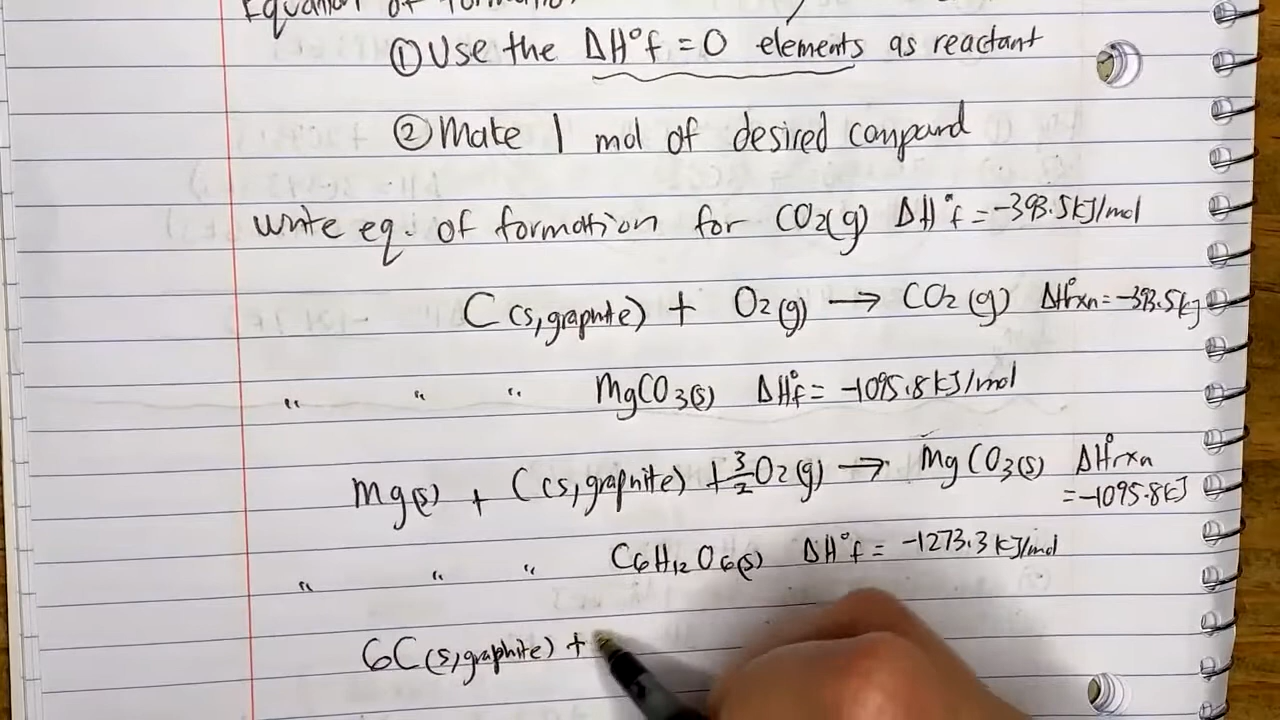 Equation of formation
① Use the ΔH°f = 0 elements as reactant
② Make 1 mol of desired compound
Write eq. of formation for CO2(g) ΔH°f = -393.5 kJ/mol
C(s, graphite) + O2(g) → CO2(g) ΔH°rxn = -393.5 kJ
" " " MgCO3(s) ΔH°f = -1095.8 kJ/mol
Mg(s) + C(s, graphite) + 3/2 O2(g) → MgCO3(s) ΔH°rxn
= -1095.8 kJ
" " " C6H12O6(s) ΔH°f = -1273.3 kJ/mol
6C(s, graphite) +